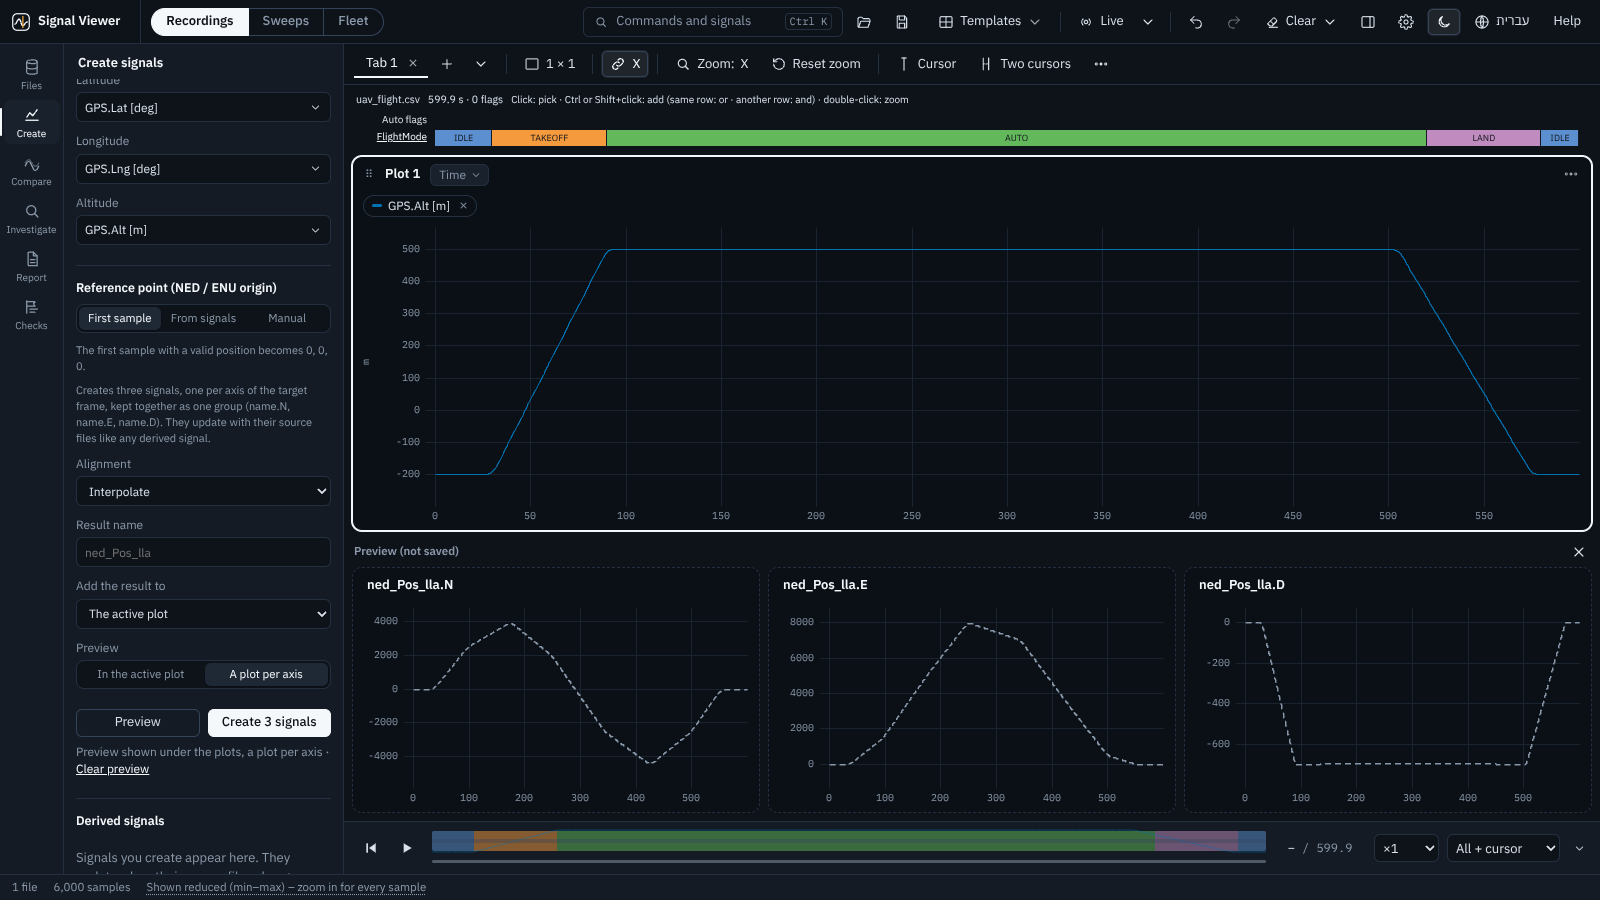 Signal Viewer
Recordings Sweeps Fleet
Commands and signals Ctrl K
Templates
Live
Clear
עברית
Help
Files
Create
Compare
Investigate
Report
Checks
Create signals
Latitude
GPS.Lat [deg]
Longitude
GPS.Lng [deg]
Altitude
GPS.Alt [m]
Reference point (NED / ENU origin)
First sample From signals Manual
The first sample with a valid position becomes 0, 0,
0.
Creates three signals, one per axis of the target
frame, kept together as one group (name.N,
name.E, name.D). They update with their source
files like any derived signal.
Alignment
Interpolate
Result name
ned_Pos_lla
Add the result to
The active plot
Preview
In the active plot A plot per axis
Preview Create 3 signals
Preview shown under the plots, a plot per axis ·
Clear preview
Derived signals
Signals you create appear here. They
Tab 1 × + 1 × 1 X Zoom: X Reset zoom Cursor Two cursors
uav_flight.csv 599.9 s · 0 flags Click: pick · Ctrl or Shift+click: add (same row: or · another row: and) · double-click: zoom
Auto flags
FlightMode IDLE TAKEOFF AUTO LAND IDLE
Plot 1 Time
GPS.Alt [m] ×
500
400
300
200
100
0
-100
-200
m
0 50 100 150 200 250 300 350 400 450 500 550
Preview (not saved)
ned_Pos_lla.N
4000
2000
0
-2000
-4000
0 100 200 300 400 500
ned_Pos_lla.E
8000
6000
4000
2000
0
0 100 200 300 400 500
ned_Pos_lla.D
0
-200
-400
-600
0 100 200 300 400 500
– / 599.9 ×1 All + cursor
1 file 6,000 samples Shown reduced (min–max) – zoom in for every sample